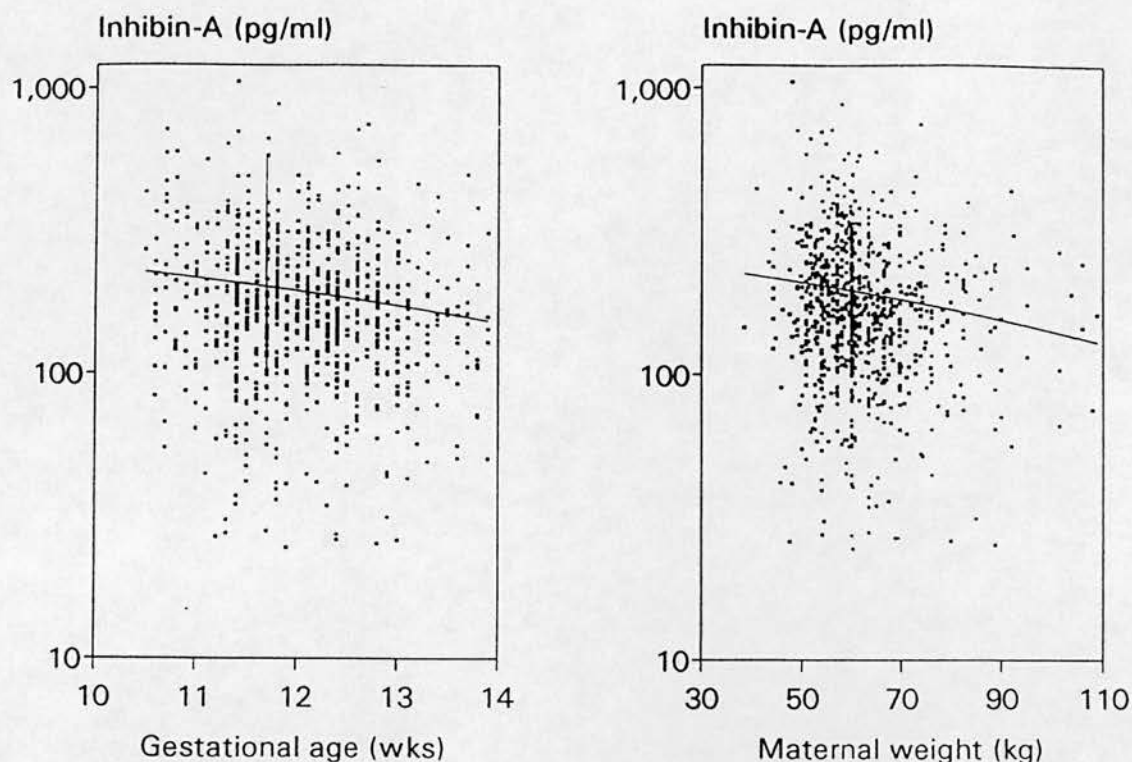 Inhibin-A (pg/ml)
1,000
100
10
10 11 12 13 14
Gestational age (wks)
Inhibin-A (pg/ml)
1,000
100
10
30 50 70 90 110
Maternal weight (kg)